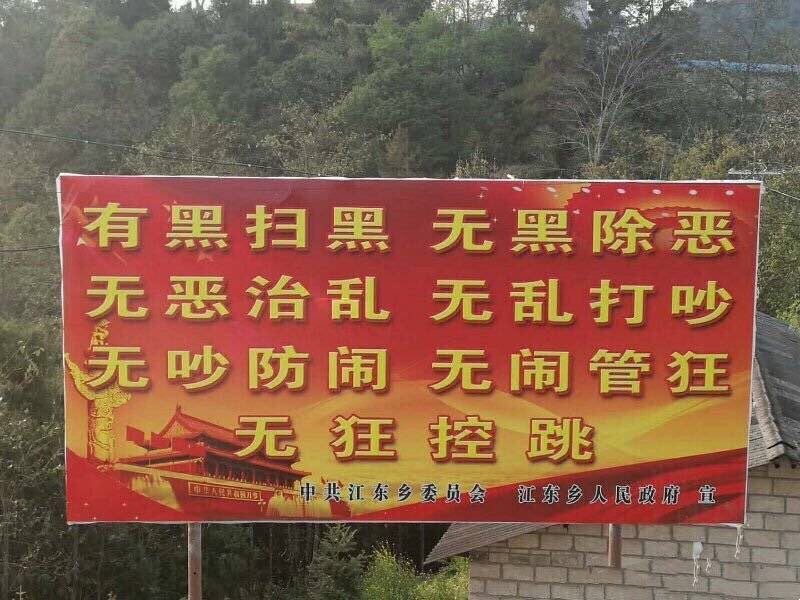 有黑扫黑 无黑除恶
无恶治乱 无乱打吵
无吵防闹 无闹管狂
无狂控跳
中共江东乡委员会 江东乡人民政府 宣